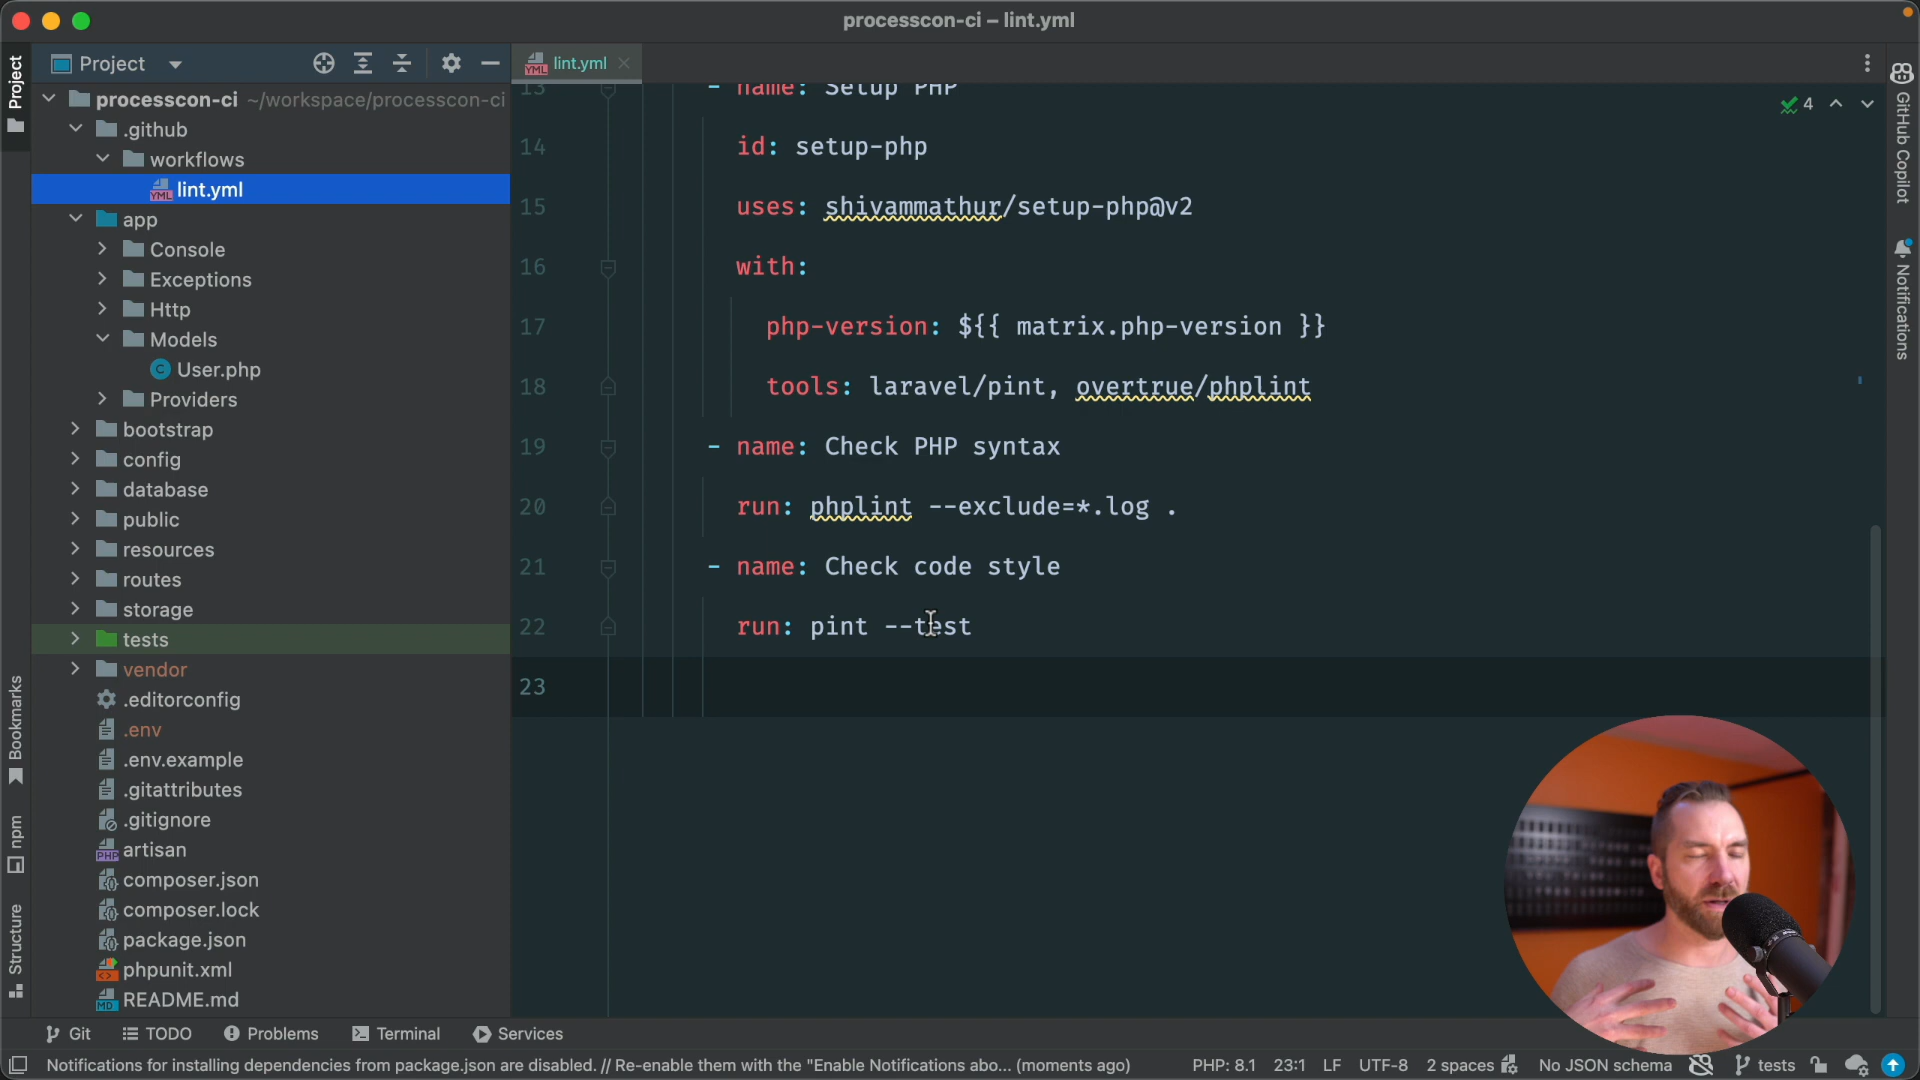 processcon-ci – lint.yml
Project
Project
lint.yml
processcon-ci ~/workspace/processcon-ci
.github
workflows
lint.yml
app
Console
Exceptions
Http
Models
User.php
Providers
bootstrap
config
database
public
resources
routes
storage
tests
vendor
.editorconfig
.env
.env.example
.gitattributes
.gitignore
artisan
composer.json
composer.lock
package.json
phpunit.xml
README.md
13 - name: Setup PHP
14 id: setup-php
15 uses: shivammathur/setup-php@v2
16 with:
17 php-version: ${{ matrix.php-version }}
18 tools: laravel/pint, overtrue/phplint
19 - name: Check PHP syntax
20 run: phplint --exclude=*.log .
21 - name: Check code style
22 run: pint --test
23
4
GitHub Copilot
Notifications
Bookmarks
npm
Structure
Git TODO Problems Terminal Services
Notifications for installing dependencies from package.json are disabled. // Re-enable them with the "Enable Notifications abo... (moments ago) PHP: 8.1 23:1 LF UTF-8 2 spaces No JSON schema tests